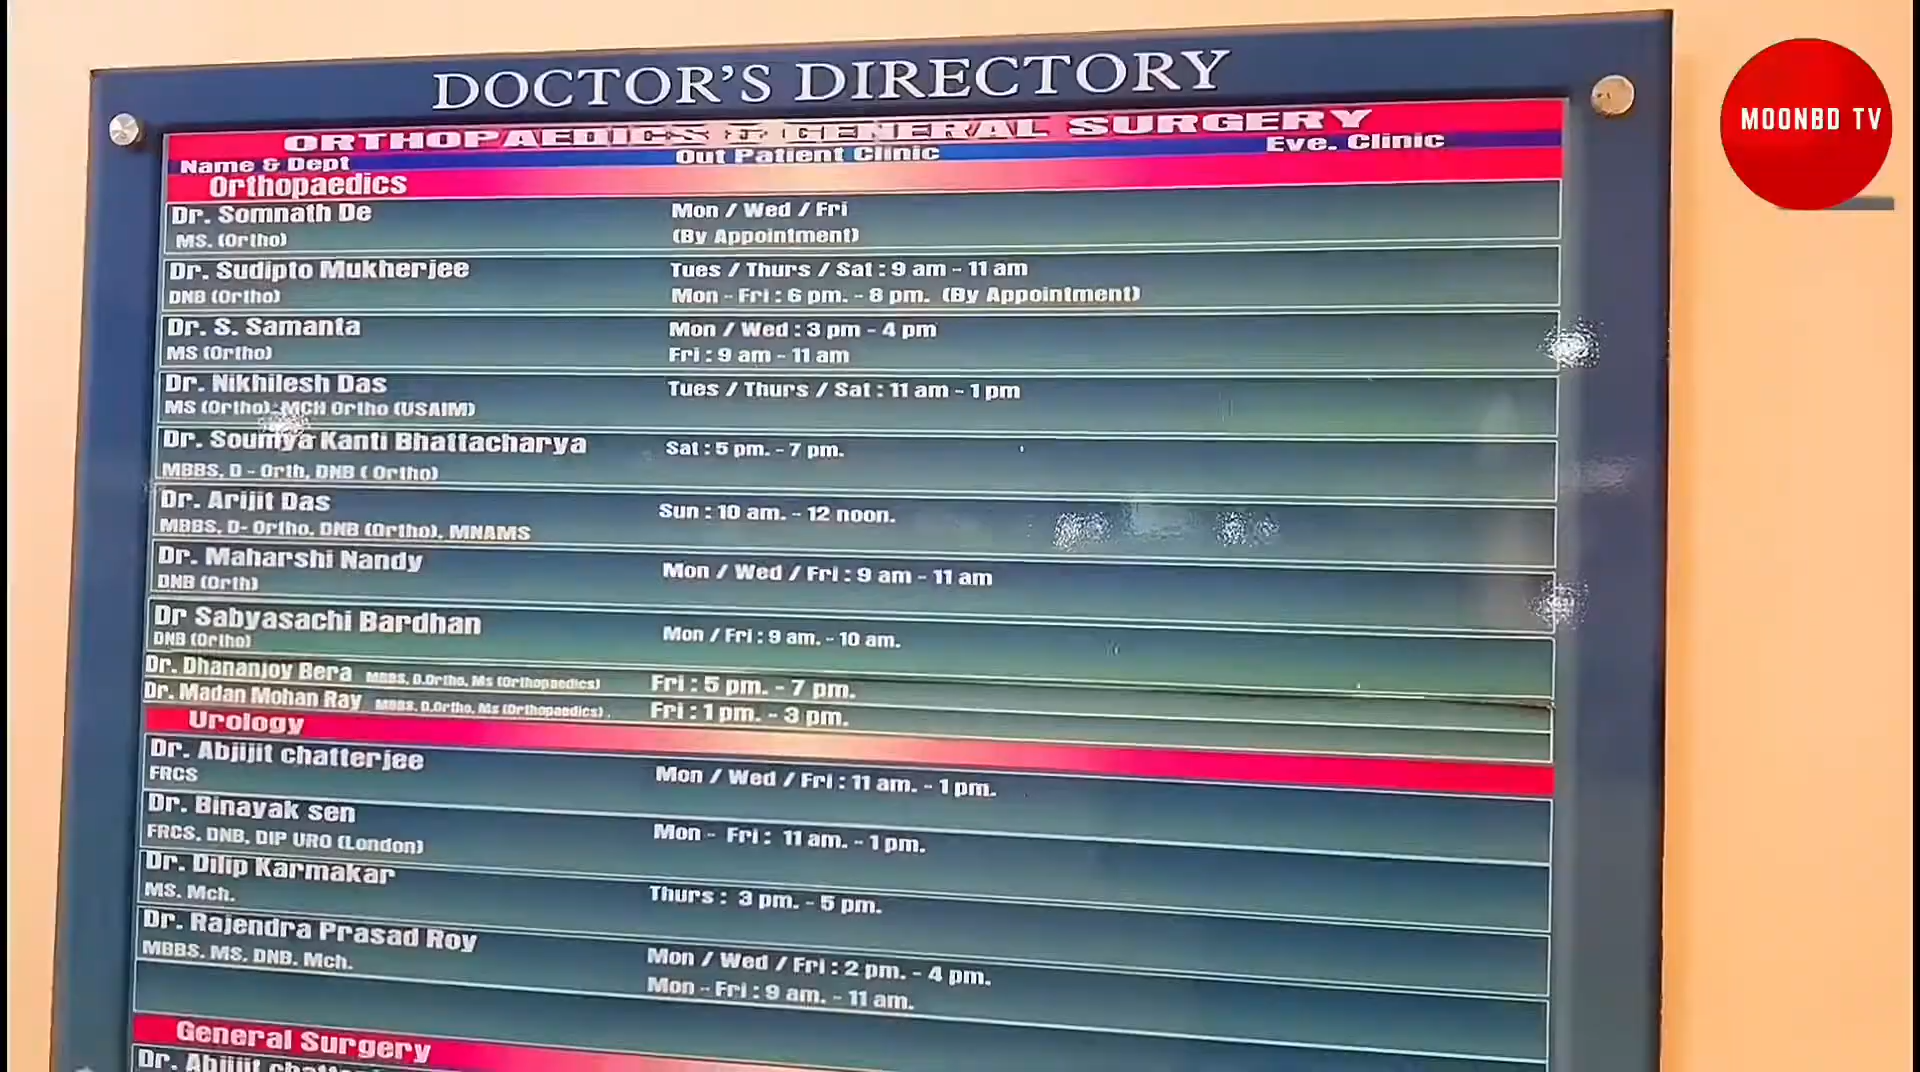 DOCTOR'S DIRECTORY
MOONBD TV
ORTHOPAEDICS & GENERAL SURGERY
Name & Dept Out Patient Clinic Eve. Clinic
Orthopaedics
Dr. Somnath De Mon / Wed / Fri
MS. (Ortho) (By Appointment)
Dr. Sudipto Mukherjee Tues / Thurs / Sat : 9 am - 11 am
DNB (Ortho) Mon - Fri : 6 pm. - 8 pm. (By Appointment)
Dr. S. Samanta Mon / Wed : 3 pm - 4 pm
MS (Ortho) Fri : 9 am - 11 am
Dr. Nikhilesh Das Tues / Thurs / Sat : 11 am - 1 pm
MS (Ortho), MCH Ortho (USAIM)
Dr. Soumya Kanti Bhattacharya Sat : 5 pm. - 7 pm.
MBBS, D - Orth, DNB ( Ortho)
Dr. Arijit Das Sun : 10 am. - 12 noon.
MBBS, D- Ortho, DNB (Ortho), MNAMS
Dr. Maharshi Nandy Mon / Wed / Fri : 9 am - 11 am
DNB (Orth)
Dr Sabyasachi Bardhan Mon / Fri : 9 am. - 10 am.
DNB (Ortho)
Dr. Dhananjoy Bera MBBS, D.Ortho, Ms (Orthopaedics) Fri : 5 pm. - 7 pm.
Dr. Madan Mohan Ray MBBS, D.Ortho, Ms (Orthopaedics) . Fri : 1 pm. - 3 pm.
Urology
Dr. Abjijit chatterjee Mon / Wed / Fri : 11 am. - 1 pm.
FRCS
Dr. Binayak sen Mon - Fri : 11 am. - 1 pm.
FRCS, DNB, DIP URO (London)
Dr. Dilip Karmakar Thurs : 3 pm. - 5 pm.
MS. Mch.
Dr. Rajendra Prasad Roy Mon / Wed / Fri : 2 pm. - 4 pm.
MBBS. MS. DNB. Mch. Mon - Fri : 9 am. - 11 am.
General Surgery
Dr. Abjijit